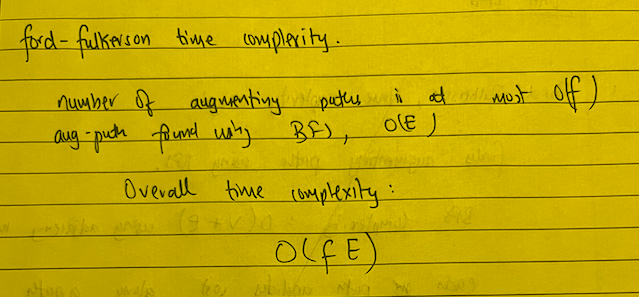 ford-fulkerson time complexity.
number of augmenting paths is at most O(f)
aug-path found using BFS, O(E)
Overall time complexity:
O(fE)